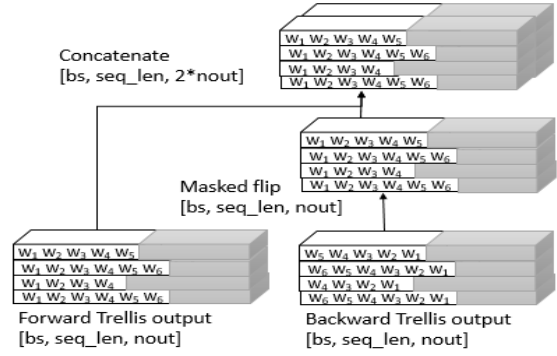 W1 W2 W3 W4 W5
W1 W2 W3 W4 W5 W6
W1 W2 W3 W4
W1 W2 W3 W4 W5 W6
Concatenate
[bs, seq_len, 2*nout]
W1 W2 W3 W4 W5
W1 W2 W3 W4 W5 W6
W1 W2 W3 W4
W1 W2 W3 W4 W5 W6
Masked flip
[bs, seq_len, nout]
W1 W2 W3 W4 W5
W1 W2 W3 W4 W5 W6
W1 W2 W3 W4
W1 W2 W3 W4 W5 W6
Forward Trellis output
[bs, seq_len, nout]
W5 W4 W3 W2 W1
W6 W5 W4 W3 W2 W1
W4 W3 W2 W1
W6 W5 W4 W3 W2 W1
Backward Trellis output
[bs, seq_len, nout]